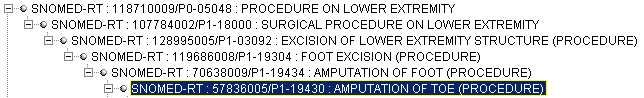 SNOMED-RT : 118710009/P0-05048 : PROCEDURE ON LOWER EXTREMITY
SNOMED-RT : 107784002/P1-18000 : SURGICAL PROCEDURE ON LOWER EXTREMITY
SNOMED-RT : 128995005/P1-03092 : EXCISION OF LOWER EXTREMITY STRUCTURE (PROCEDURE)
SNOMED-RT : 119686008/P1-19304 : FOOT EXCISION (PROCEDURE)
SNOMED-RT : 70638009/P1-19434 : AMPUTATION OF FOOT (PROCEDURE)
SNOMED-RT : 57836005/P1-19430 : AMPUTATION OF TOE (PROCEDURE)